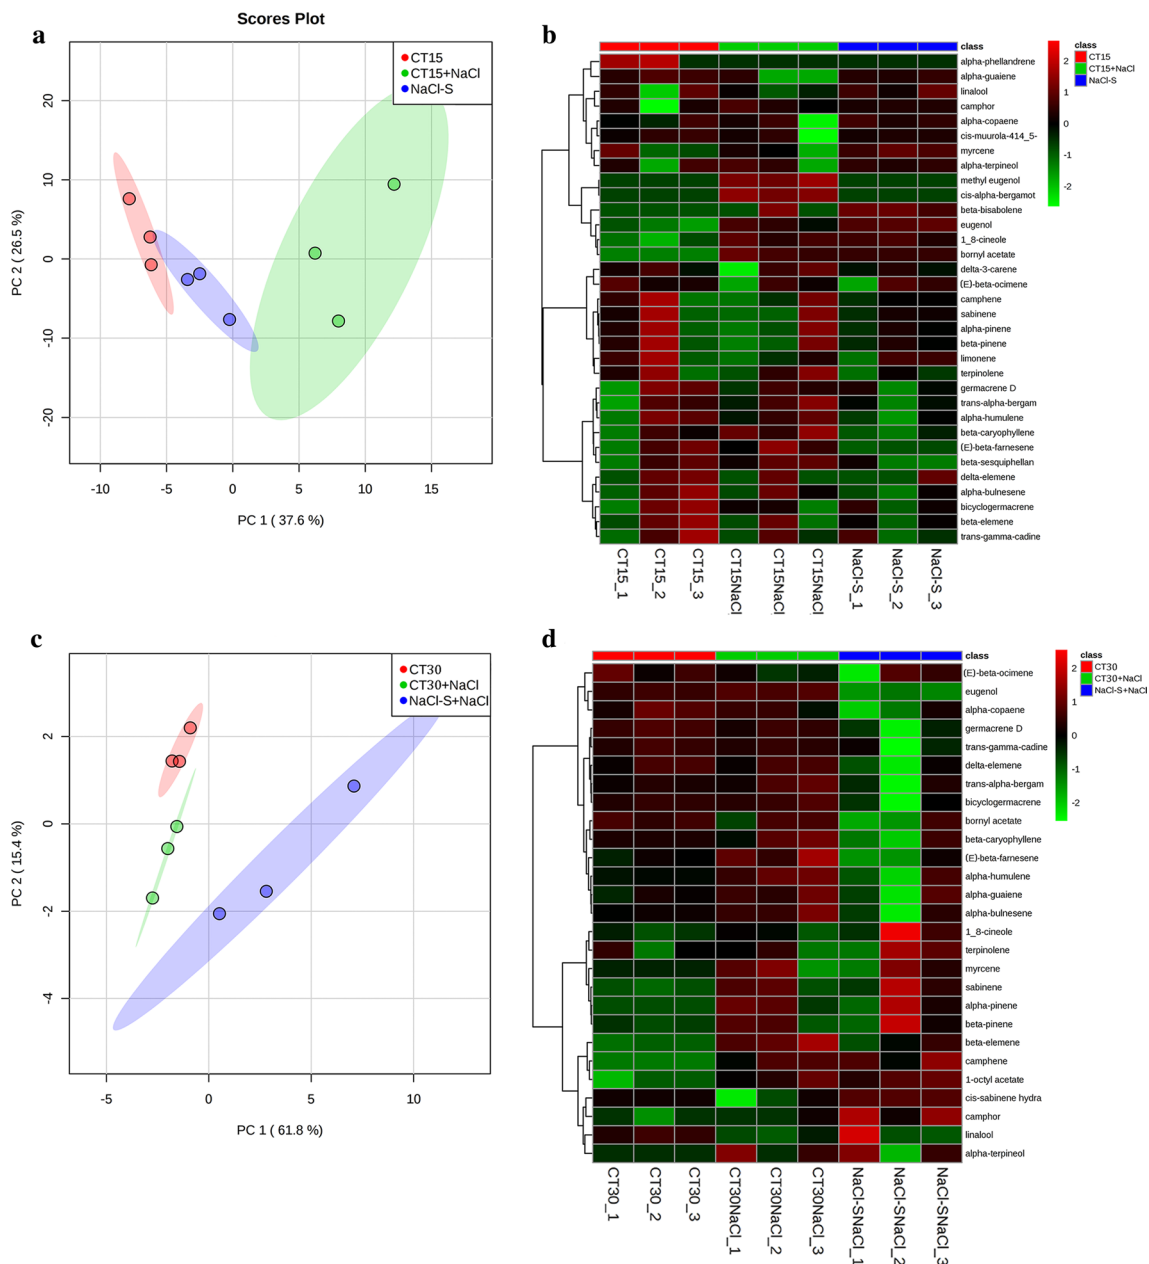 Scores Plot
a
CT15
CT15+NaCl
NaCl-S
PC 2 ( 26.5 %)
20
10
0
-10
-20
-10
-5
0
5
10
15
PC 1 ( 37.6 %)
b
class
alpha-phellandrene
alpha-guaiene
linalool
camphor
alpha-copaene
cis-muurola-414_5-
myrcene
alpha-terpineol
methyl eugenol
cis-alpha-bergamot
beta-bisabolene
eugenol
1_8-cineole
bornyl acetate
delta-3-carene
(E)-beta-ocimene
camphene
sabinene
alpha-pinene
beta-pinene
limonene
terpinolene
germacrene D
trans-alpha-bergam
alpha-humulene
beta-caryophyllene
(E)-beta-farnesene
beta-sesquiphellan
delta-elemene
alpha-bulnesene
bicyclogermacrene
beta-elemene
trans-gamma-cadine
CT15_1
CT15_2
CT15_3
CT15NaCl
CT15NaCl
CT15NaCl
NaCl-S_1
NaCl-S_2
NaCl-S_3
2
1
0
-1
-2
class
CT15
CT15+NaCl
NaCl-S
c
CT30
CT30+NaCl
NaCl-S+NaCl
PC 2 ( 15.4 %)
2
0
-2
-4
-5
0
5
10
PC 1 ( 61.8 %)
d
class
(E)-beta-ocimene
eugenol
alpha-copaene
germacrene D
trans-gamma-cadine
delta-elemene
trans-alpha-bergam
bicyclogermacrene
bornyl acetate
beta-caryophyllene
(E)-beta-farnesene
alpha-humulene
alpha-guaiene
alpha-bulnesene
1_8-cineole
terpinolene
myrcene
sabinene
alpha-pinene
beta-pinene
beta-elemene
camphene
1-octyl acetate
cis-sabinene hydra
camphor
linalool
alpha-terpineol
CT30_1
CT30_2
CT30_3
CT30NaCl_1
CT30NaCl_2
CT30NaCl_3
NaCl-SNaCl_1
NaCl-SNaCl_2
NaCl-SNaCl_3
2
1
0
-1
-2
class
CT30
CT30+NaCl
NaCl-S+NaCl